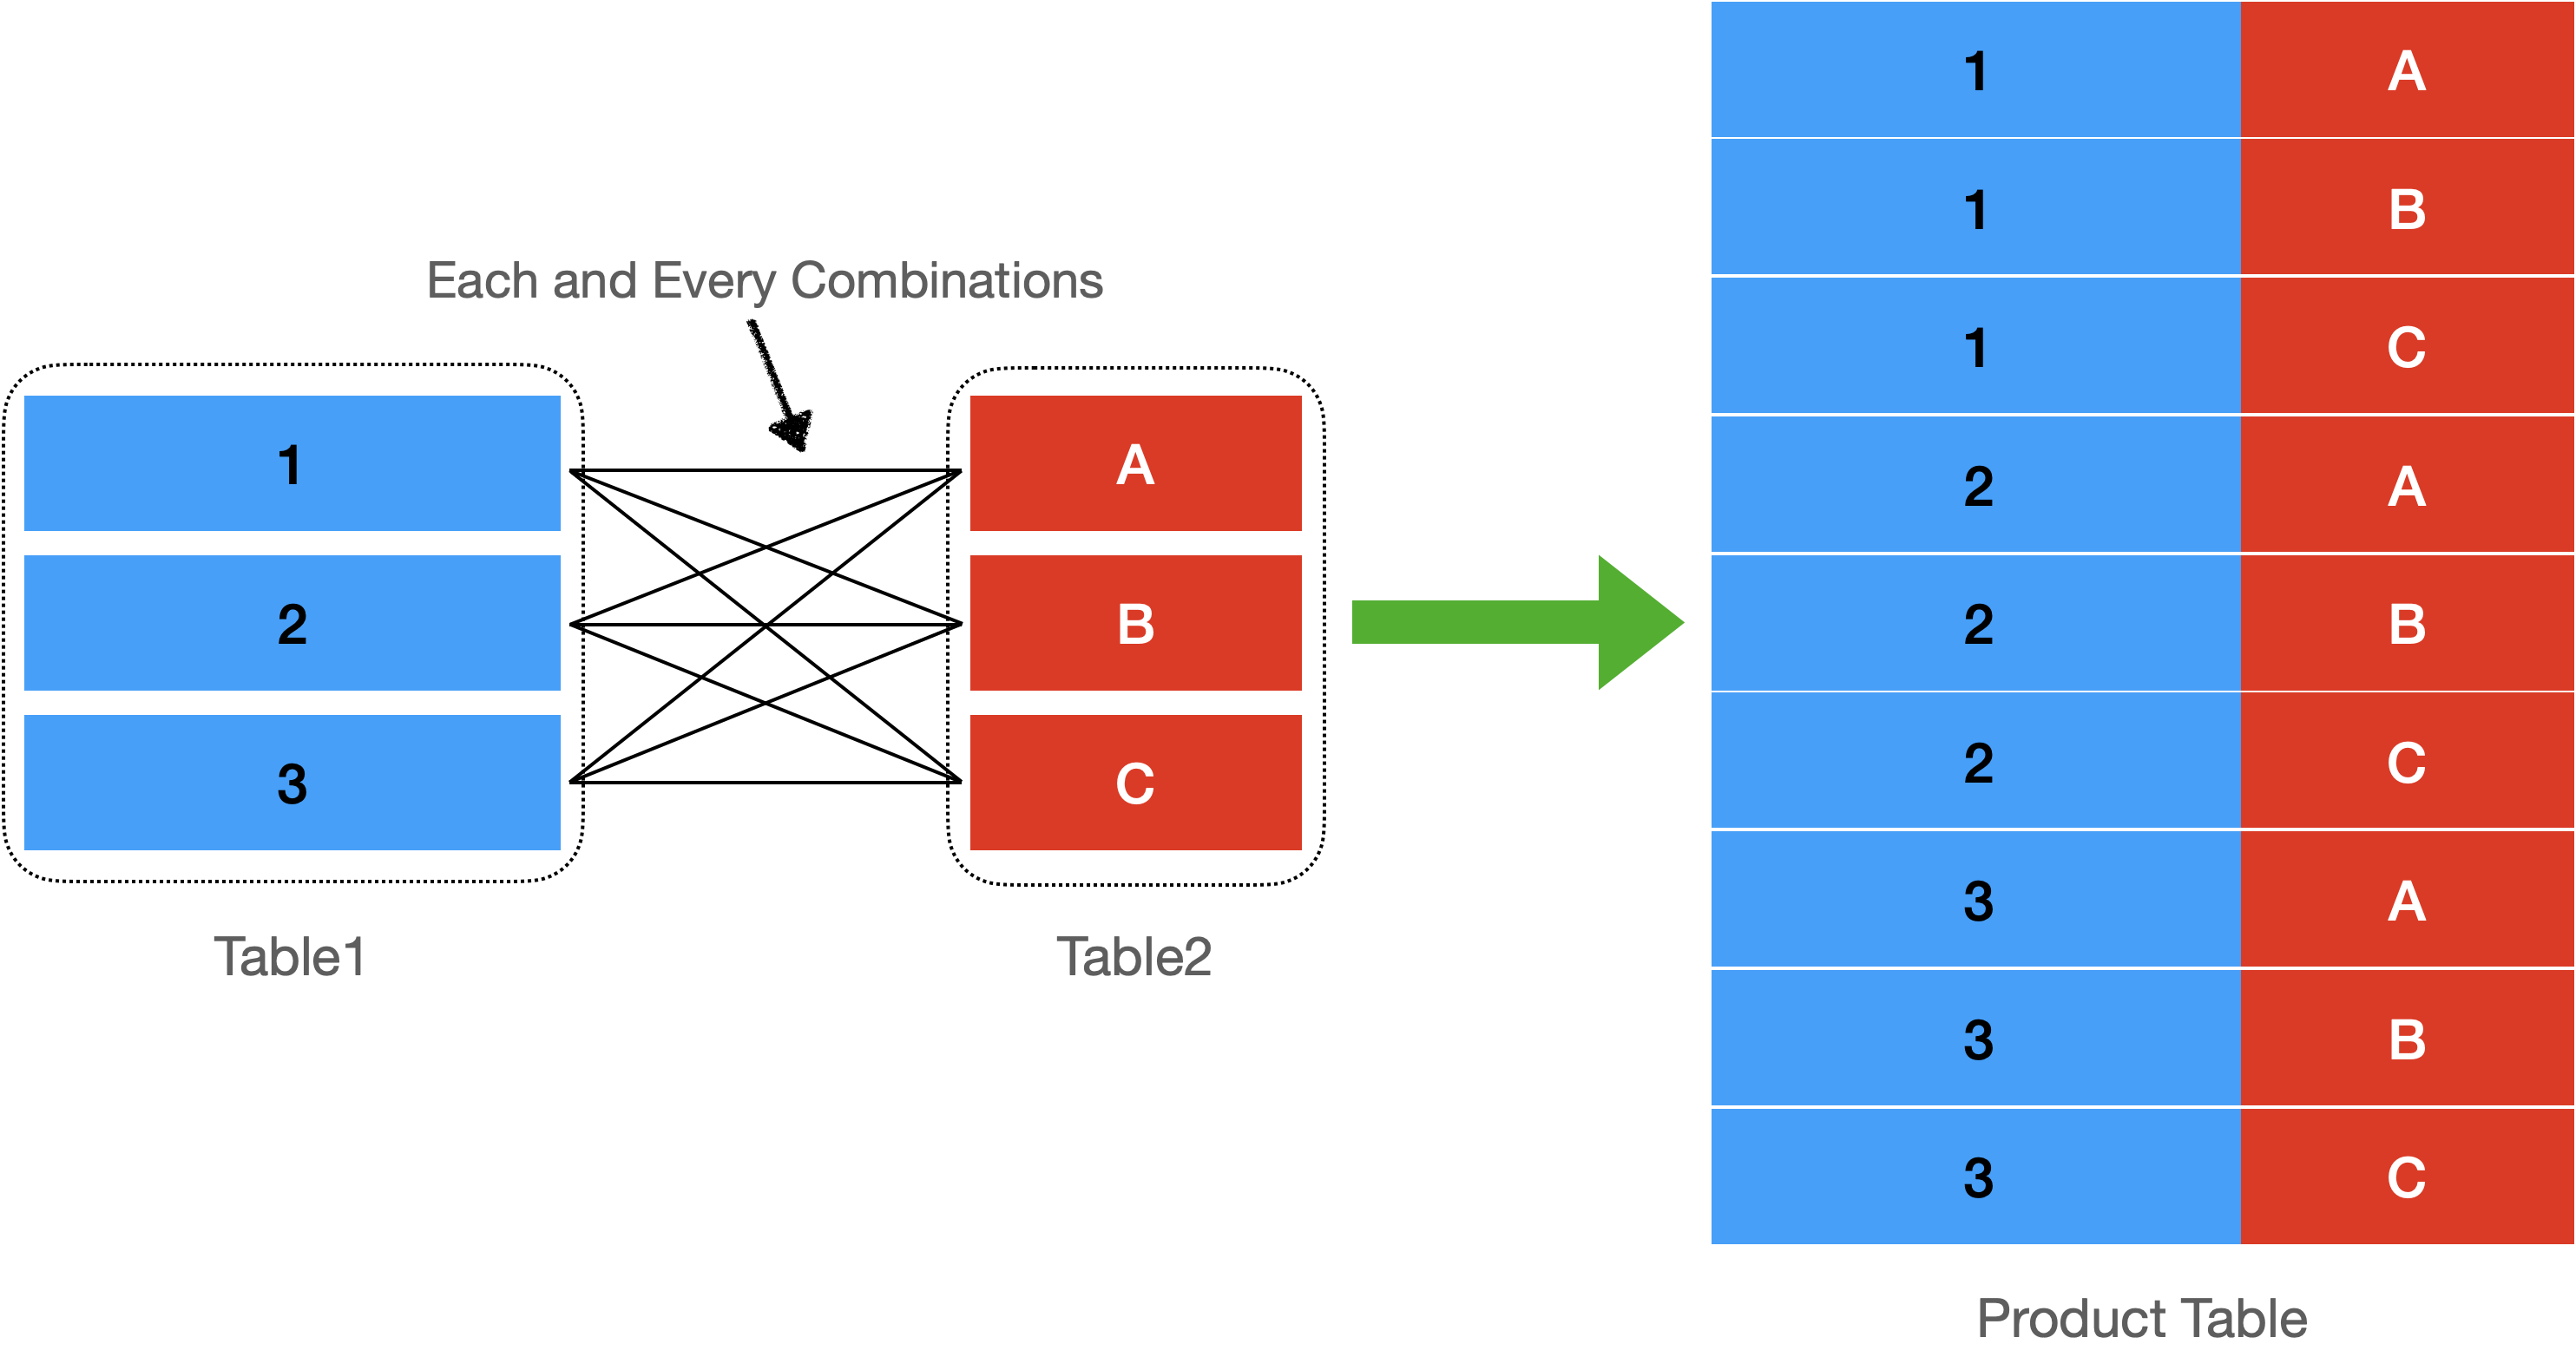 Each and Every Combinations
1
2
3
Table1
A
B
C
Table2
1 A
1 B
1 C
2 A
2 B
2 C
3 A
3 B
3 C
Product Table